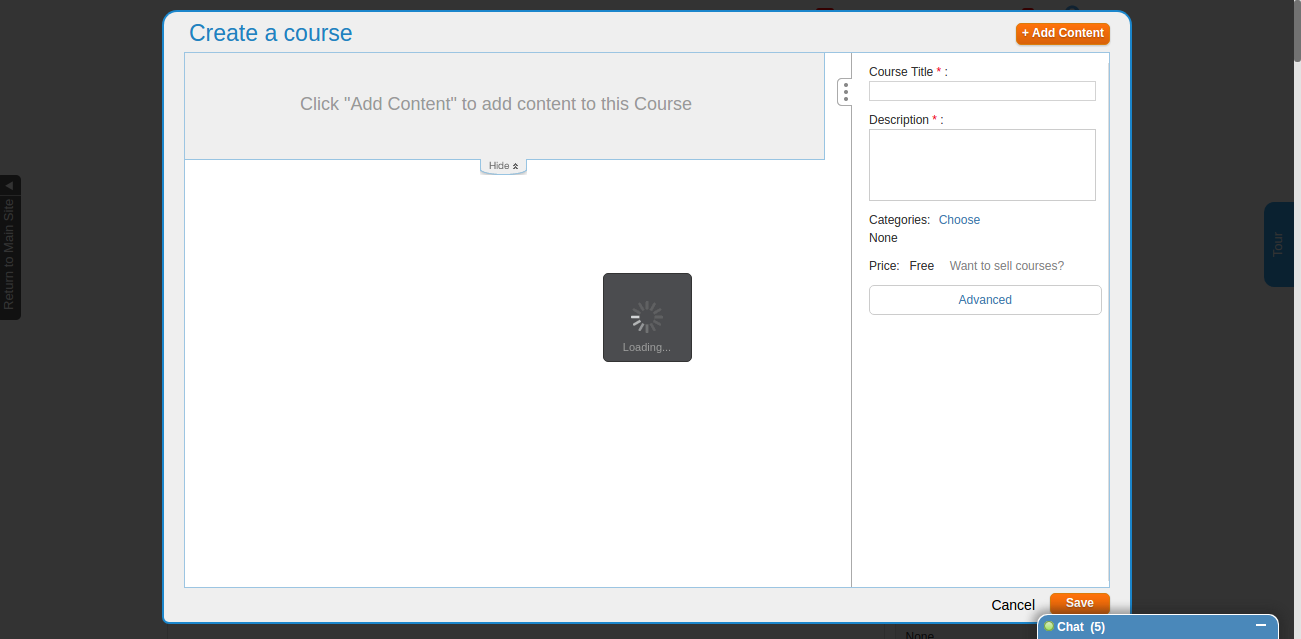 Create a course
+ Add Content
Click "Add Content" to add content to this Course
Hide
Course Title * :
Description * :
Categories: Choose
None
Price: Free Want to sell courses?
Advanced
Loading...
Return to Main Site
Tour
Cancel
Save
Chat (5)
None